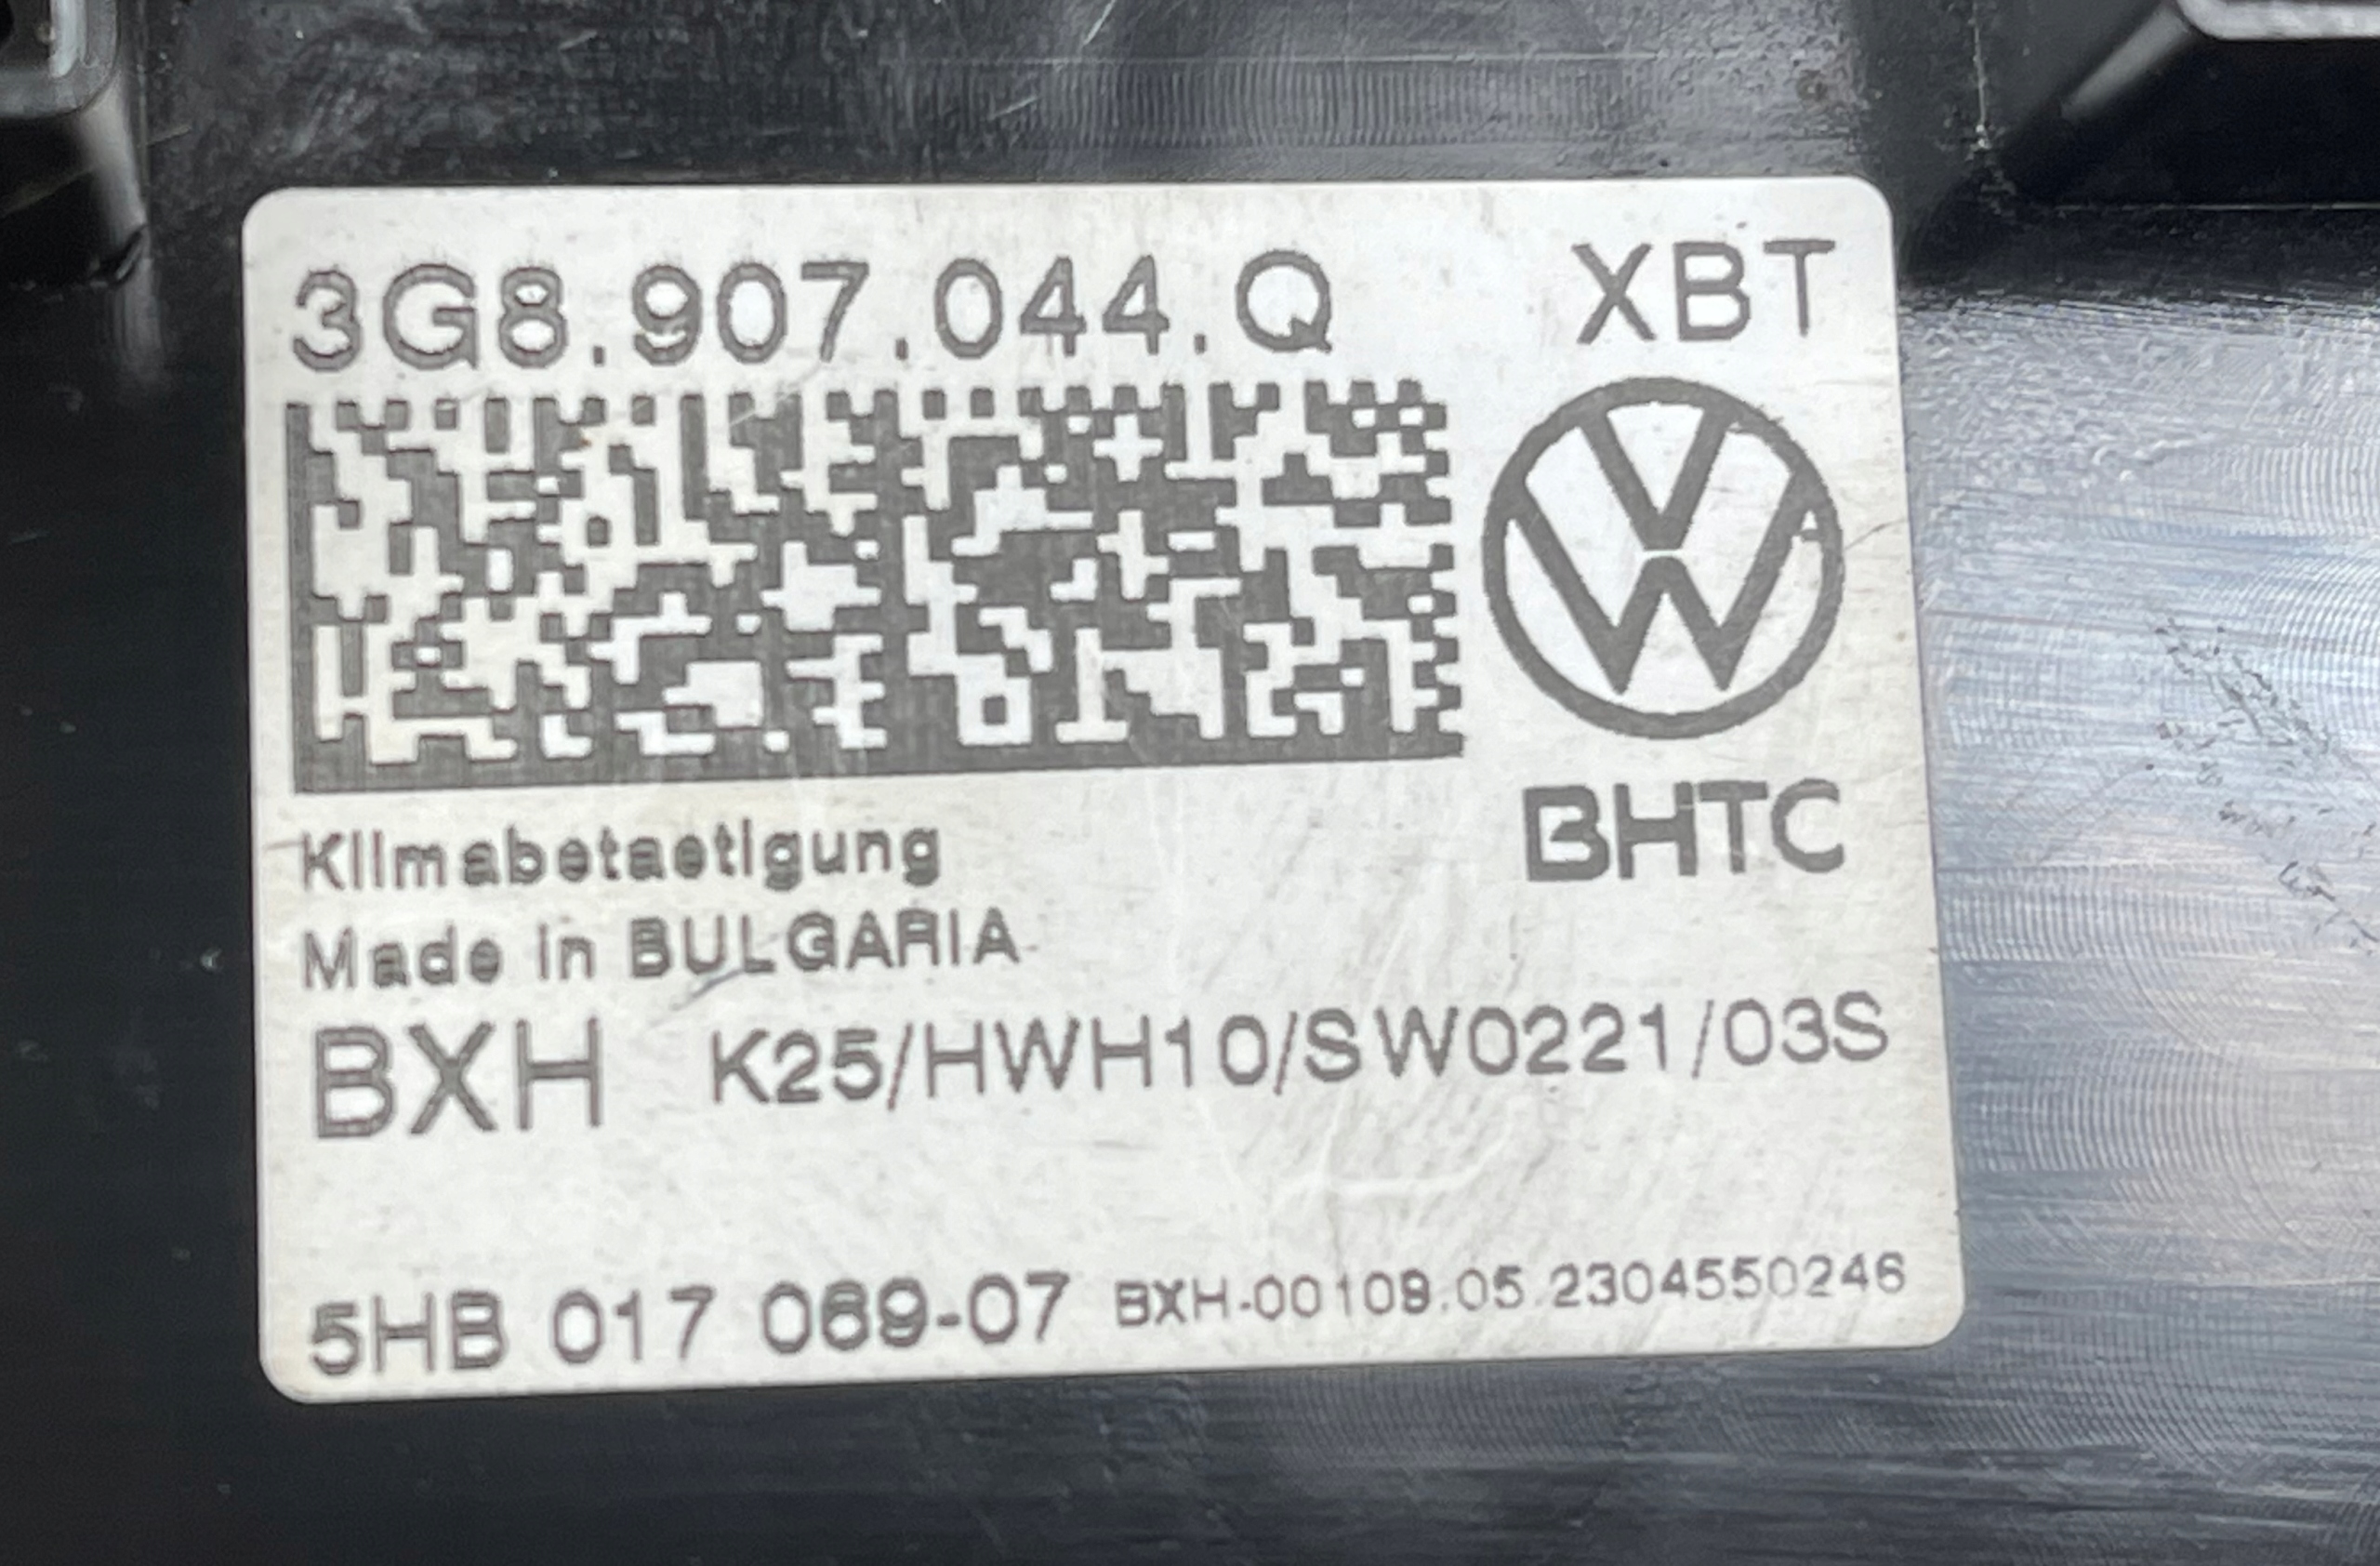 3G8.907.044.Q XBT
BHTC
Klimabetaetigung
Made in BULGARIA
BXH K25/HWH10/SW0221/03S
5HB 017 069-07 BXH-00109.05.2304550246